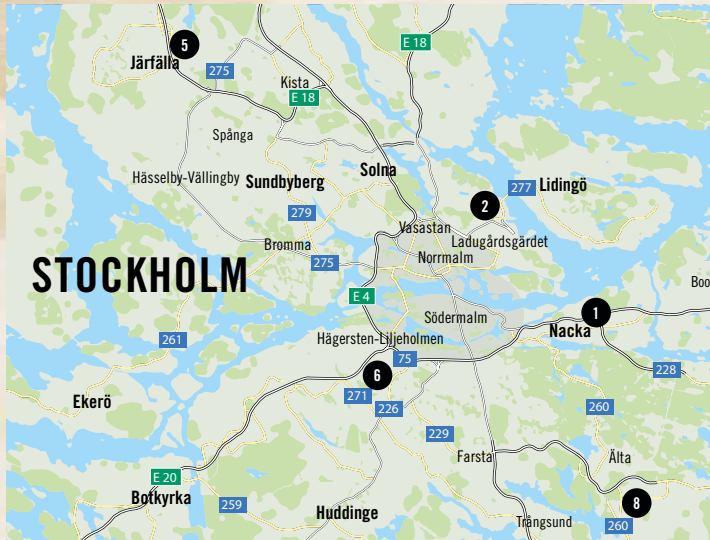 E 18
5
Järfälla
275
Kista
E 18
Spånga
Solna
Hässelby-Vällingby
Sundbyberg
277
Lidingö
2
279
Vasastan
Ladugårdsgärdet
Bromma
Norrmalm
275
STOCKHOLM
Boo
E 4
1
Södermalm
Nacka
261
Hägersten-Liljeholmen
75
6
228
271
Ekerö
226
260
229
Farsta
Älta
E 20
Botkyrka
259
8
Huddinge
Trångsund
260